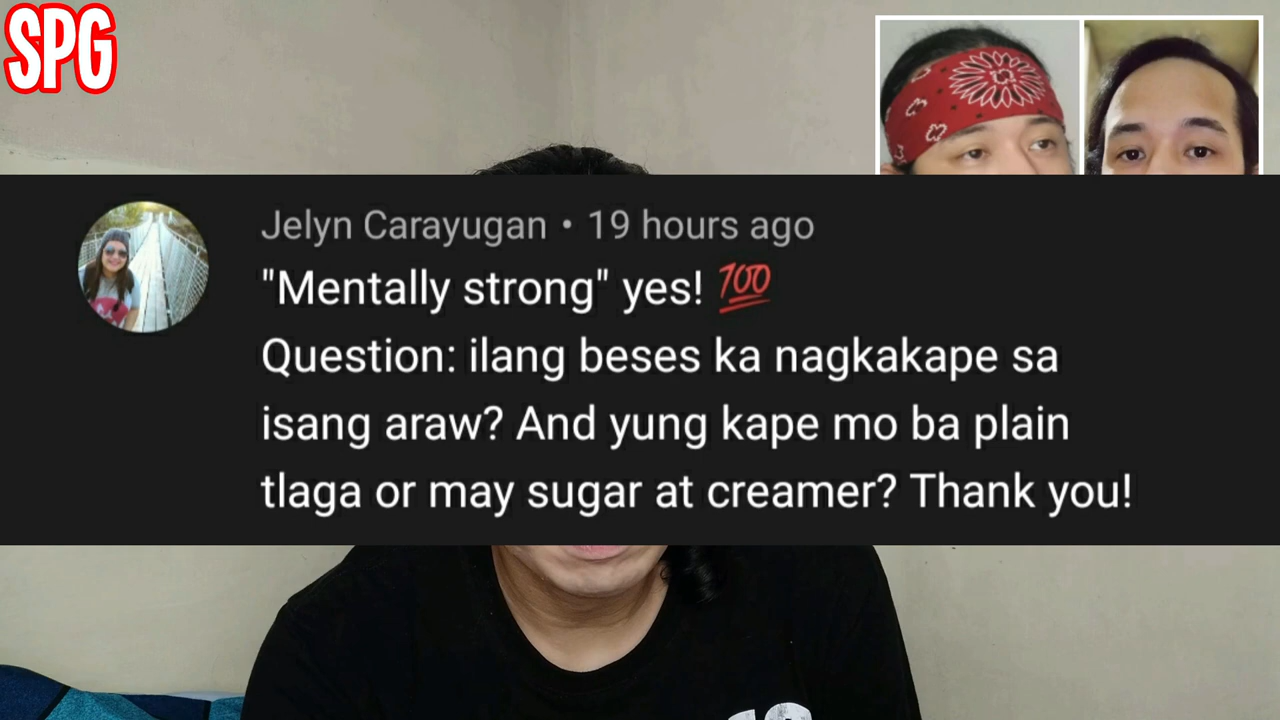 SPG
Jelyn Carayugan • 19 hours ago
"Mentally strong" yes! 💯
Question: ilang beses ka nagkakape sa
isang araw? And yung kape mo ba plain
tlaga or may sugar at creamer? Thank you!